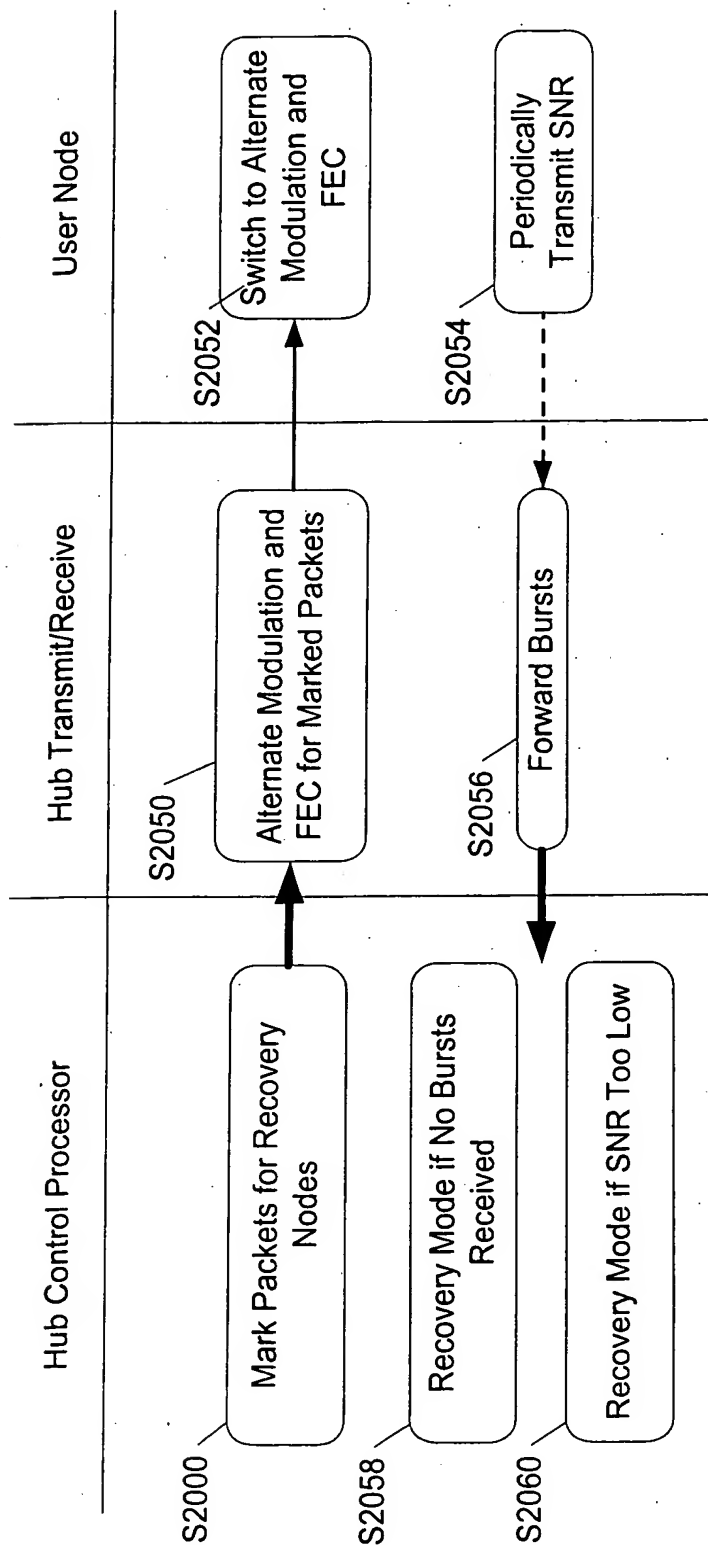 Hub Control Processor
Hub Transmit/Receive
User Node
S2000
Mark Packets for Recovery
Nodes
S2050
Alternate Modulation and
FEC for Marked Packets
S2052
Switch to Alternate
Modulation and
FEC
S2058
Recovery Mode if No Bursts
Received
S2060
Recovery Mode if SNR Too Low
S2056
Forward Bursts
S2054
Periodically
Transmit SNR